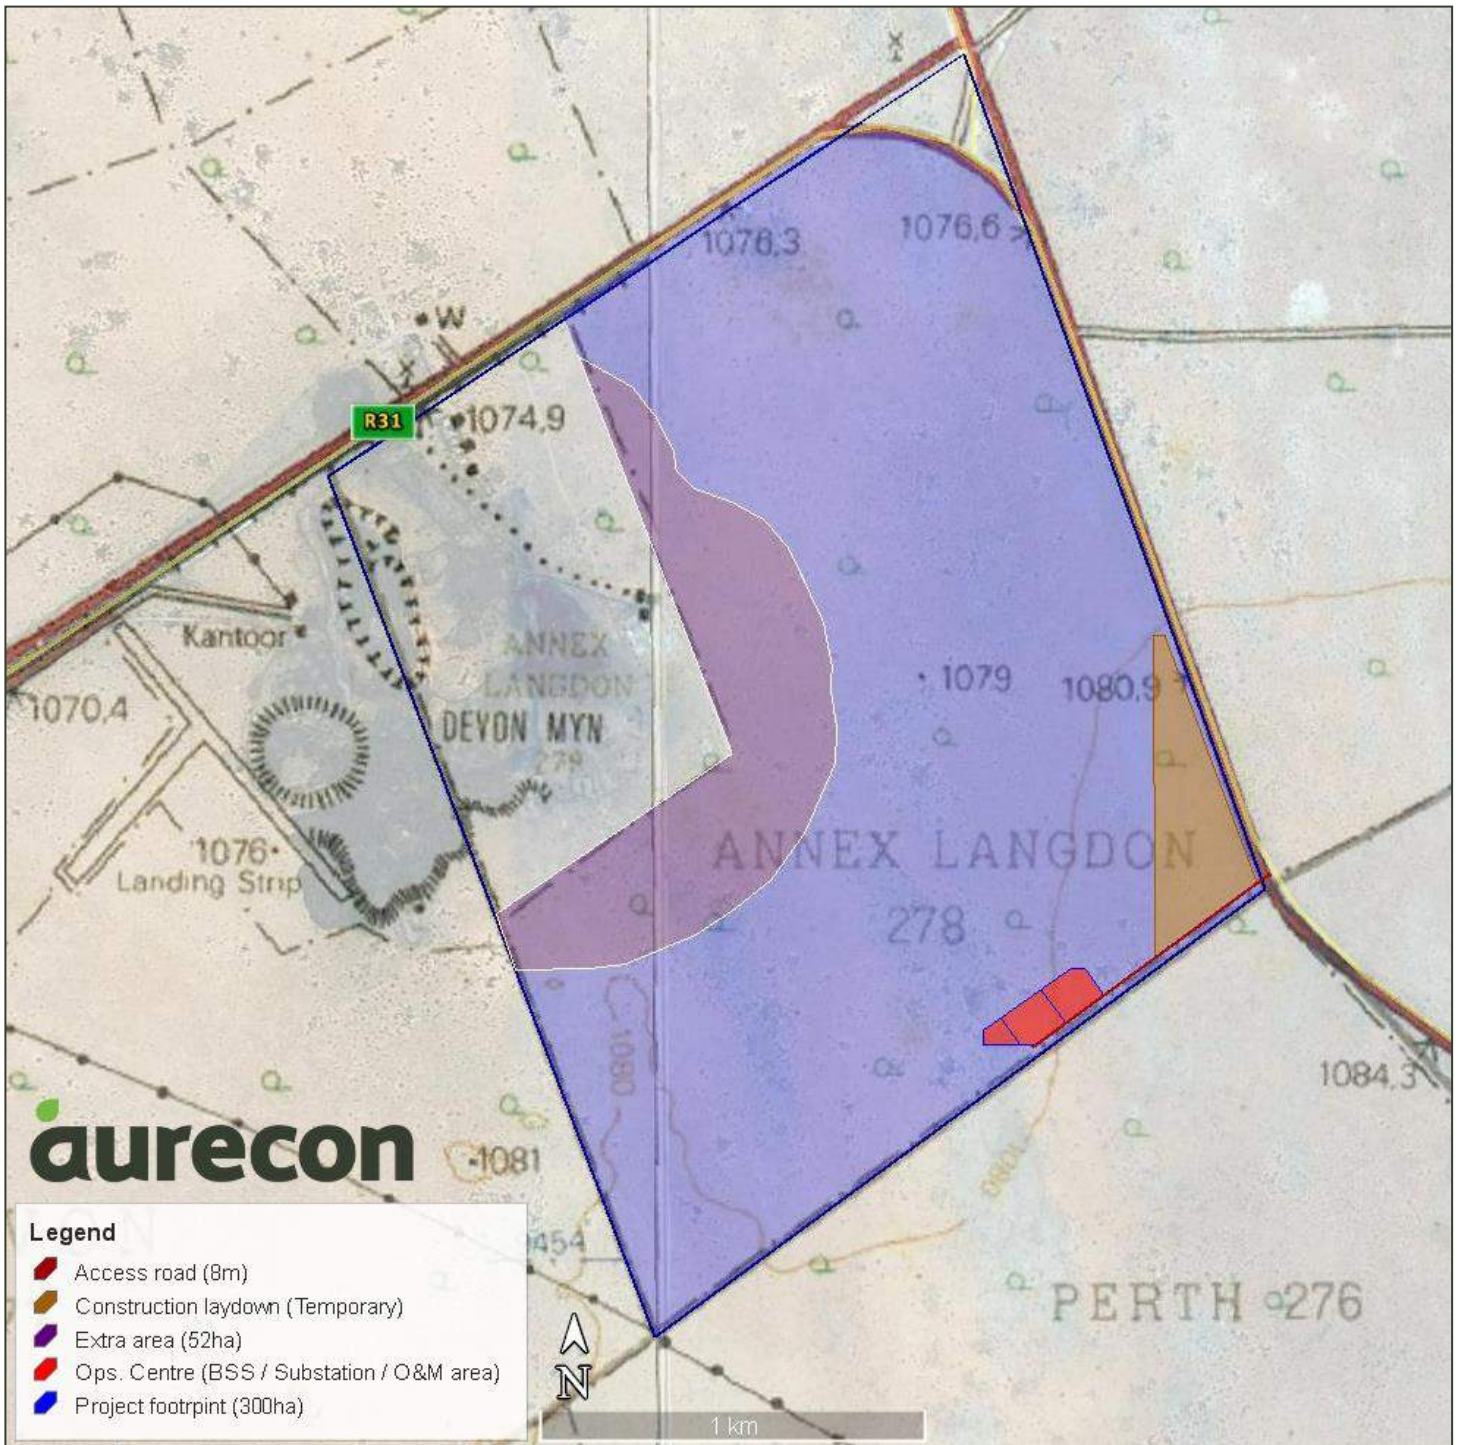 1076,3
1076,6
W
R31
1074,9
Kantoor
ANNEX
LANGDON
DEVON MYN
278
1079
1080,9
1070,4
1076
Landing Strip
ANNEX LANGDON
278
1080
1084,3
1081
aurecon
PERTH 276
Legend
Access road (8m)
Construction laydown (Temporary)
Extra area (52ha)
Ops. Centre (BSS / Substation / O&M area)
Project footrpint (300ha)
N
1 km